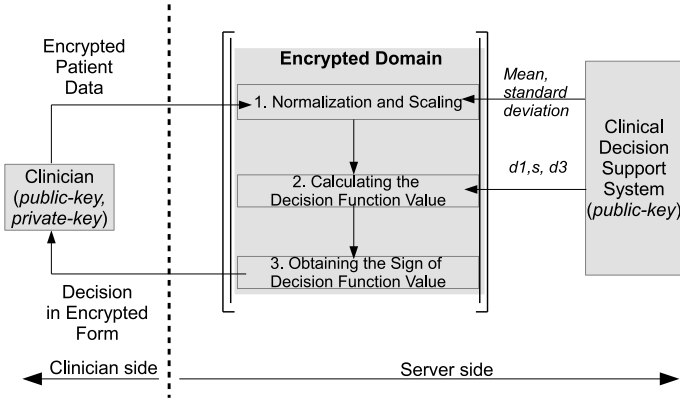 Encrypted
Patient
Data
Encrypted Domain
1. Normalization and Scaling
Mean,
standard
deviation
Clinical
Decision
Support
System
(public-key)
Clinician
(public-key,
private-key)
2. Calculating the
Decision Function Value
d1,s, d3
3. Obtaining the Sign of
Decision Function Value
Decision
in Encrypted
Form
Clinician side
Server side